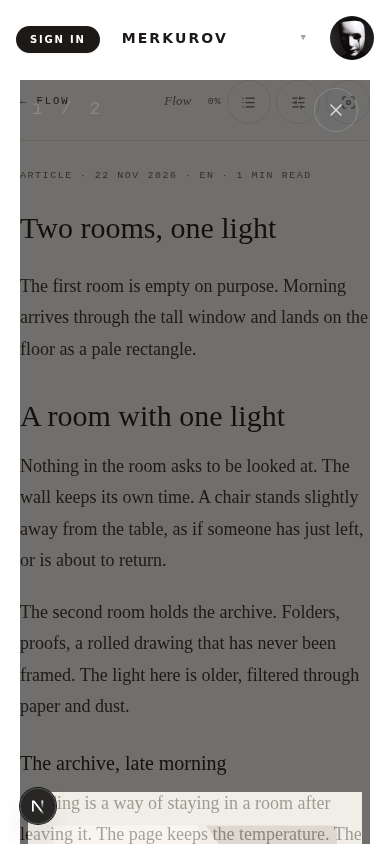 SIGN IN
MERKUROV
← FLOW
1 / 2
Flow
0%
ARTICLE · 22 NOV 2026 · EN · 1 MIN READ
Two rooms, one light
The first room is empty on purpose. Morning
arrives through the tall window and lands on the
floor as a pale rectangle.
A room with one light
Nothing in the room asks to be looked at. The
wall keeps its own time. A chair stands slightly
away from the table, as if someone has just left,
or is about to return.
The second room holds the archive. Folders,
proofs, a rolled drawing that has never been
framed. The light here is older, filtered through
paper and dust.
The archive, late morning
is a way of staying in a room after
leaving it. The page keeps the temperature. The